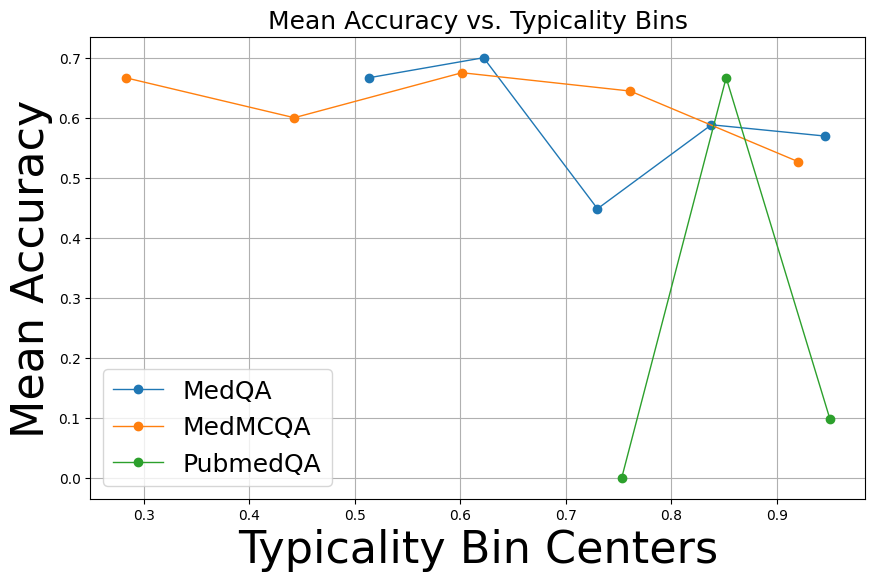 Mean Accuracy vs. Typicality Bins
Mean Accuracy
0.7
0.6
0.5
0.4
0.3
0.2
0.1
0.0
MedQA
MedMCQA
PubmedQA
0.3 0.4 0.5 0.6 0.7 0.8 0.9
Typicality Bin Centers